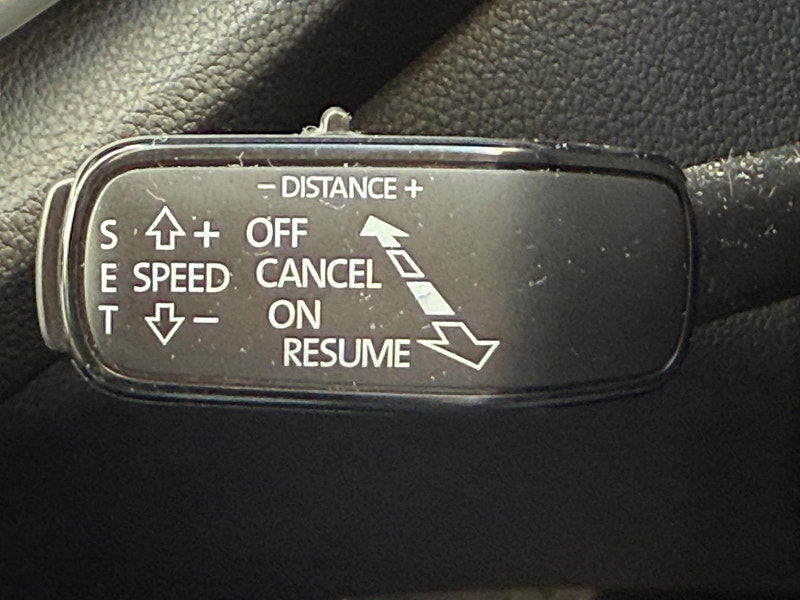 - DISTANCE +
S + OFF
E SPEED CANCEL
T - ON
RESUME